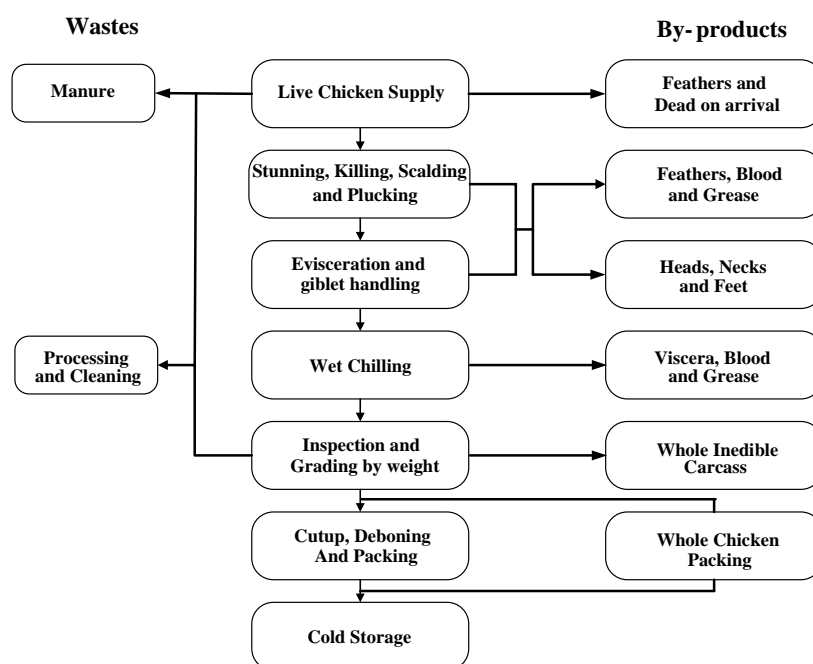 Wastes
By- products
Manure
Live Chicken Supply
Feathers and
Dead on arrival
Stunning, Killing, Scalding
and Plucking
Feathers, Blood
and Grease
Evisceration and
giblet handling
Heads, Necks
and Feet
Processing
and Cleaning
Wet Chilling
Viscera, Blood
and Grease
Inspection and
Grading by weight
Whole Inedible
Carcass
Cutup, Deboning
And Packing
Whole Chicken
Packing
Cold Storage